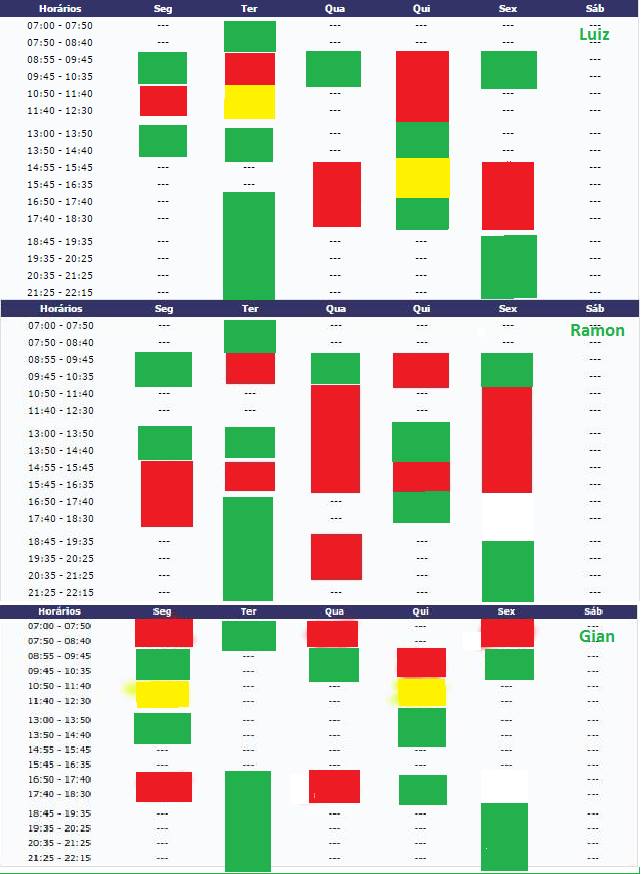 Horários Seg Ter Qua Qui Sex Sáb
07:00 - 07:50 --- --- --- --- ---
Luiz
07:50 - 08:40 --- --- --- --- ---
08:55 - 09:45 ---
09:45 - 10:35 ---
10:50 - 11:40 --- --- ---
11:40 - 12:30 --- --- ---
13:00 - 13:50 --- --- ---
13:50 - 14:40 --- --- ---
14:55 - 15:45 --- --- ---
15:45 - 16:35 --- --- ---
16:50 - 17:40 --- ---
17:40 - 18:30 --- ---
18:45 - 19:35 --- --- --- ---
19:35 - 20:25 --- --- --- ---
20:35 - 21:25 --- --- --- ---
21:25 - 22:15 --- --- --- ---
Horários Seg Ter Qua Qui Sex Sáb
07:00 - 07:50 --- --- --- --- ---
Ramon
07:50 - 08:40 --- --- --- --- ---
08:55 - 09:45 ---
09:45 - 10:35 ---
10:50 - 11:40 --- --- --- ---
11:40 - 12:30 --- --- --- ---
13:00 - 13:50 ---
13:50 - 14:40 ---
14:55 - 15:45 ---
15:45 - 16:35 ---
16:50 - 17:40 --- ---
17:40 - 18:30 --- ---
18:45 - 19:35 --- --- ---
19:35 - 20:25 --- --- ---
20:35 - 21:25 --- --- ---
21:25 - 22:15 --- --- --- ---
Horários Seg Ter Qua Qui Sex Sáb
07:00 - 07:50 --- ---
Gian
07:50 - 08:40 --- ---
08:55 - 09:45 --- ---
09:45 - 10:35 --- ---
10:50 - 11:40 --- --- --- ---
11:40 - 12:30 --- --- --- ---
13:00 - 13:50 --- --- --- ---
13:50 - 14:40 --- --- --- ---
14:55 - 15:45 --- --- --- --- --- ---
15:45 - 16:35 --- --- --- --- --- ---
16:50 - 17:40 ---
17:40 - 18:30 ---
18:45 - 19:35 --- --- --- ---
19:35 - 20:25 --- --- --- ---
20:35 - 21:25 --- --- --- ---
21:25 - 22:15 --- --- --- ---